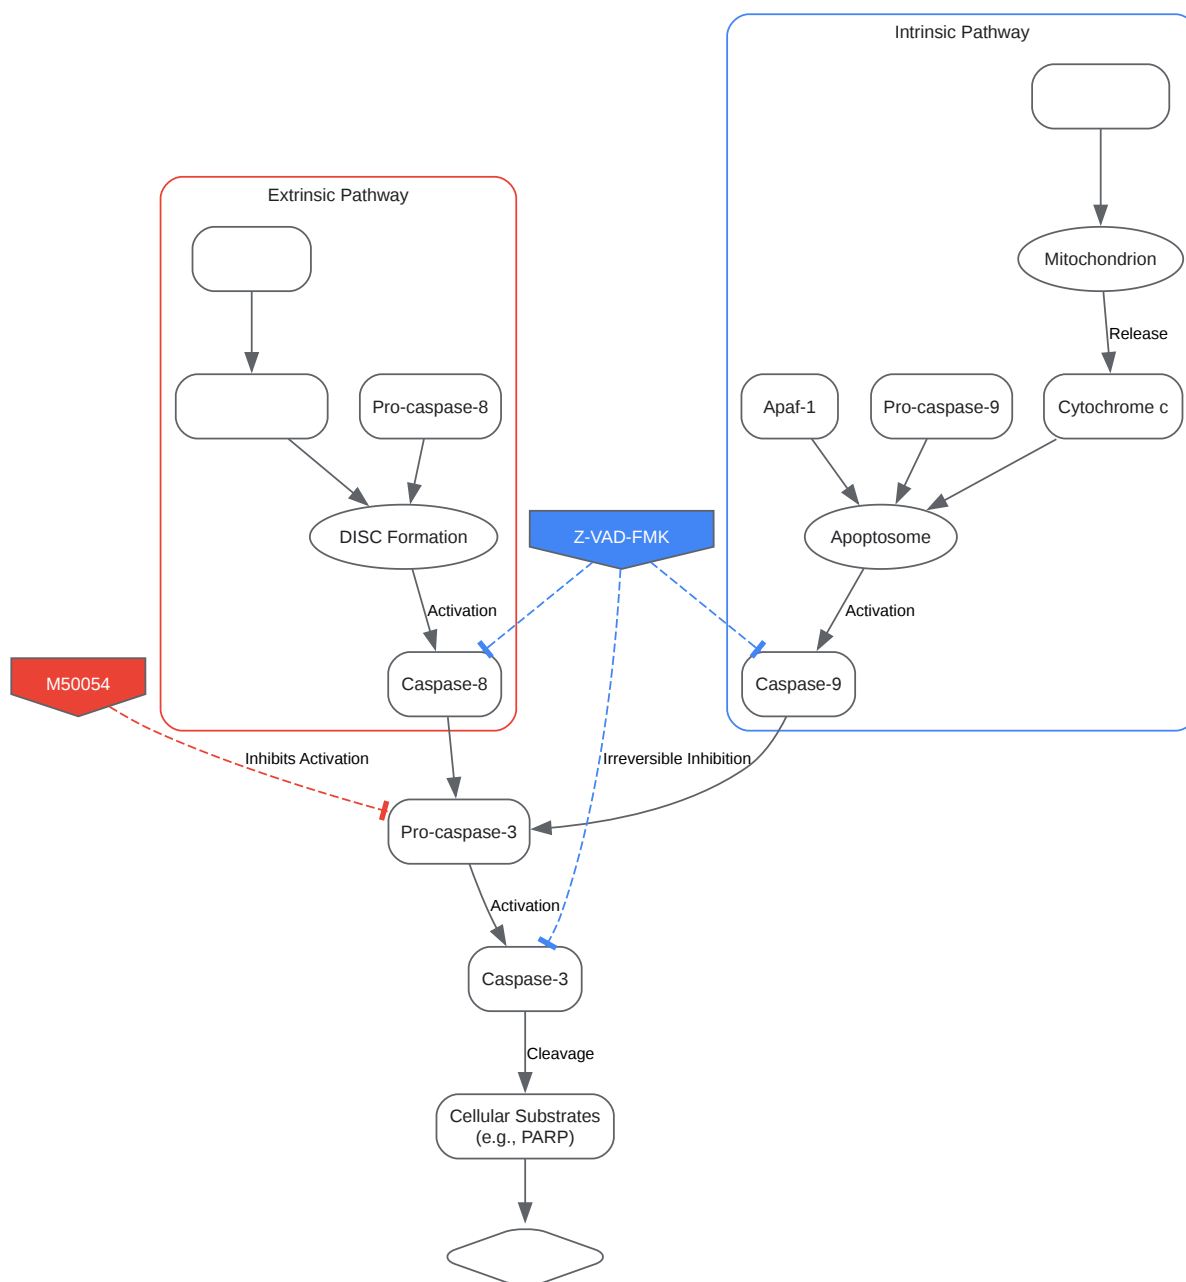 Intrinsic Pathway
Extrinsic Pathway
Mitochondrion
Release
Pro-caspase-8
Apaf-1
Pro-caspase-9
Cytochrome c
DISC Formation
Z-VAD-FMK
Apoptosome
Activation
Activation
M50054
Caspase-8
Caspase-9
Inhibits Activation
Irreversible Inhibition
Pro-caspase-3
Activation
Caspase-3
Cleavage
Cellular Substrates
(e.g., PARP)